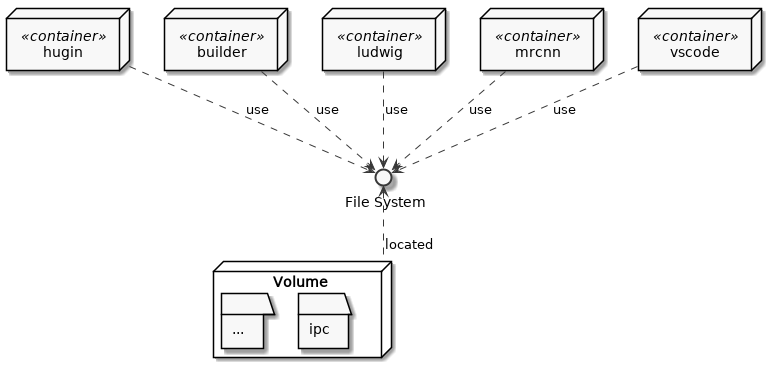 «container»
hugin
«container»
builder
«container»
ludwig
«container»
mrcnn
«container»
vscode
use
use
use
use
use
File System
located
Volume
...
ipc